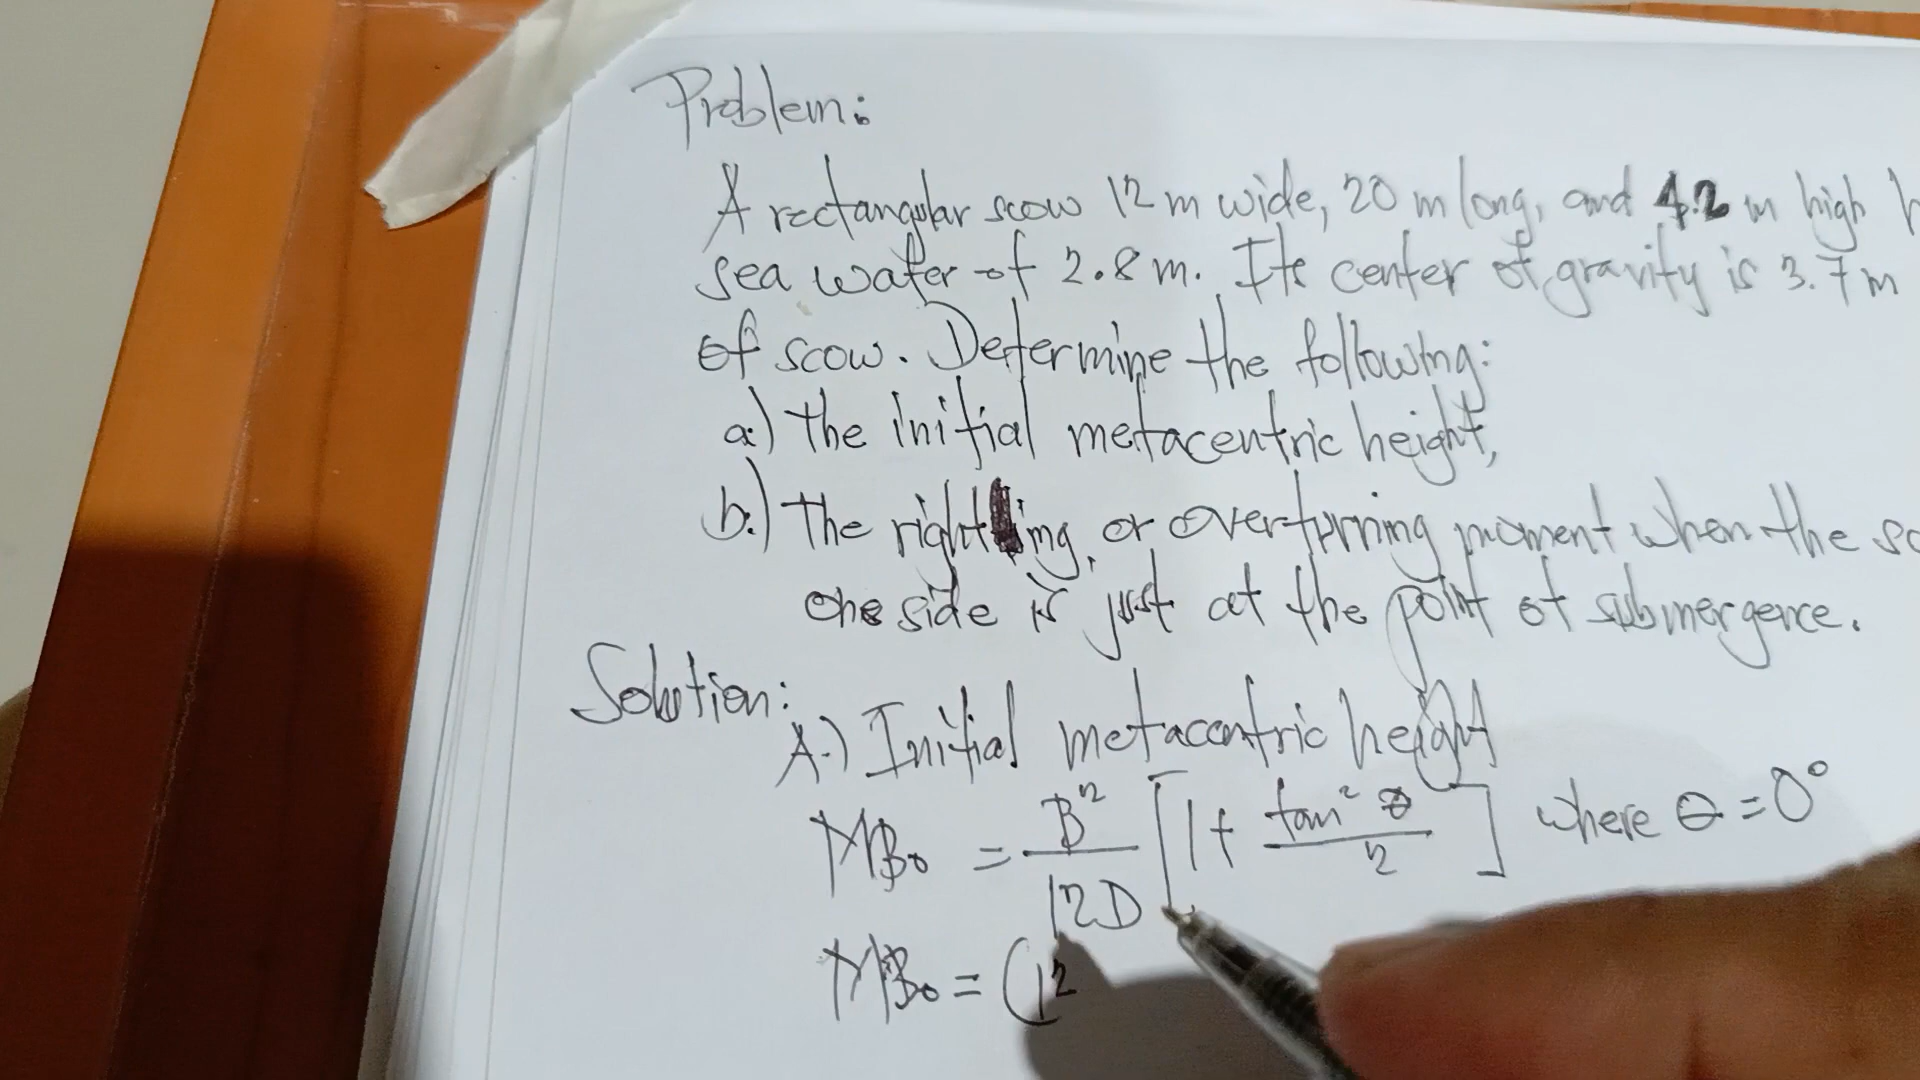 Problem:
A rectangular scow 12 m wide, 20 m long, and 4.2 m high h
sea water of 2.8 m. Its center of gravity is 3.7 m
of scow. Determine the following:
a.) the initial metacentric height,
b.) the righting or overturning moment when the sc
one side is just at the point of submergence.
Solution:
A.) Initial metacentric height
MB₀ = B²/12D [1 + tan² θ/2] where θ = 0°
MB₀ = (12